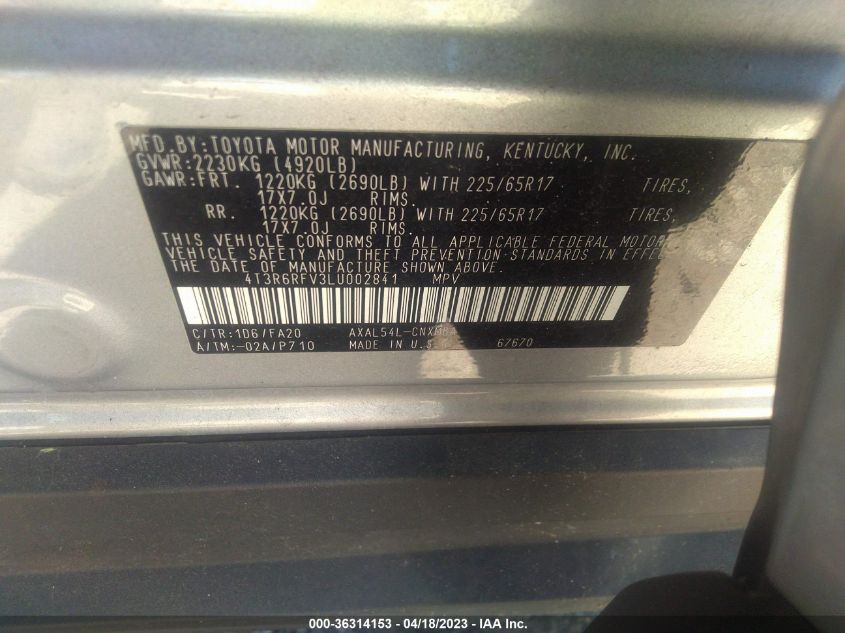 MFD.BY:TOYOTA MOTOR MANUFACTURING, KENTUCKY, INC.
GVWR:2230KG (4920LB)
GAWR:FRT. 1220KG (2690LB) WITH 225/65R17 TIRES,
17X7.0J RIMS.
RR. 1220KG (2690LB) WITH 225/65R17 TIRES,
17X7.0J RIMS.
THIS VEHICLE CONFORMS TO ALL APPLICABLE FEDERAL MOTOR
VEHICLE SAFETY AND THEFT PREVENTION STANDARDS IN EFFECT
THE DATE OF MANUFACTURE SHOWN ABOVE.
4T3R6RFV3LU002841 MPV
C/TR:1D6/FA20
A/TM:-02A/P710 MADE IN 67670
000-36314153 - 04/18/2023 - IAA Inc.